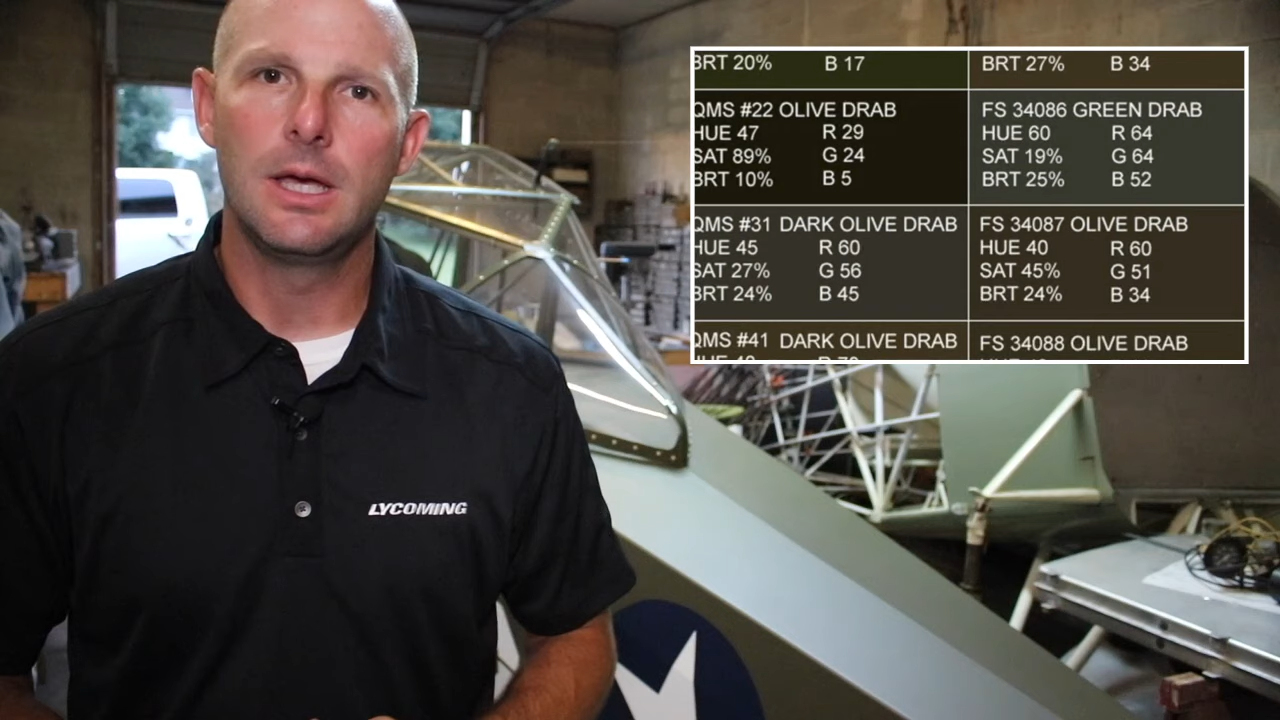 BRT 20% B 17
BRT 27% B 34
QMS #22 OLIVE DRAB
HUE 47 R 29
SAT 89% G 24
BRT 10% B 5
FS 34086 GREEN DRAB
HUE 60 R 64
SAT 19% G 64
BRT 25% B 52
QMS #31 DARK OLIVE DRAB
HUE 45 R 60
SAT 27% G 56
BRT 24% B 45
FS 34087 OLIVE DRAB
HUE 40 R 60
SAT 45% G 51
BRT 24% B 34
QMS #41 DARK OLIVE DRAB
FS 34088 OLIVE DRAB
LYCOMING